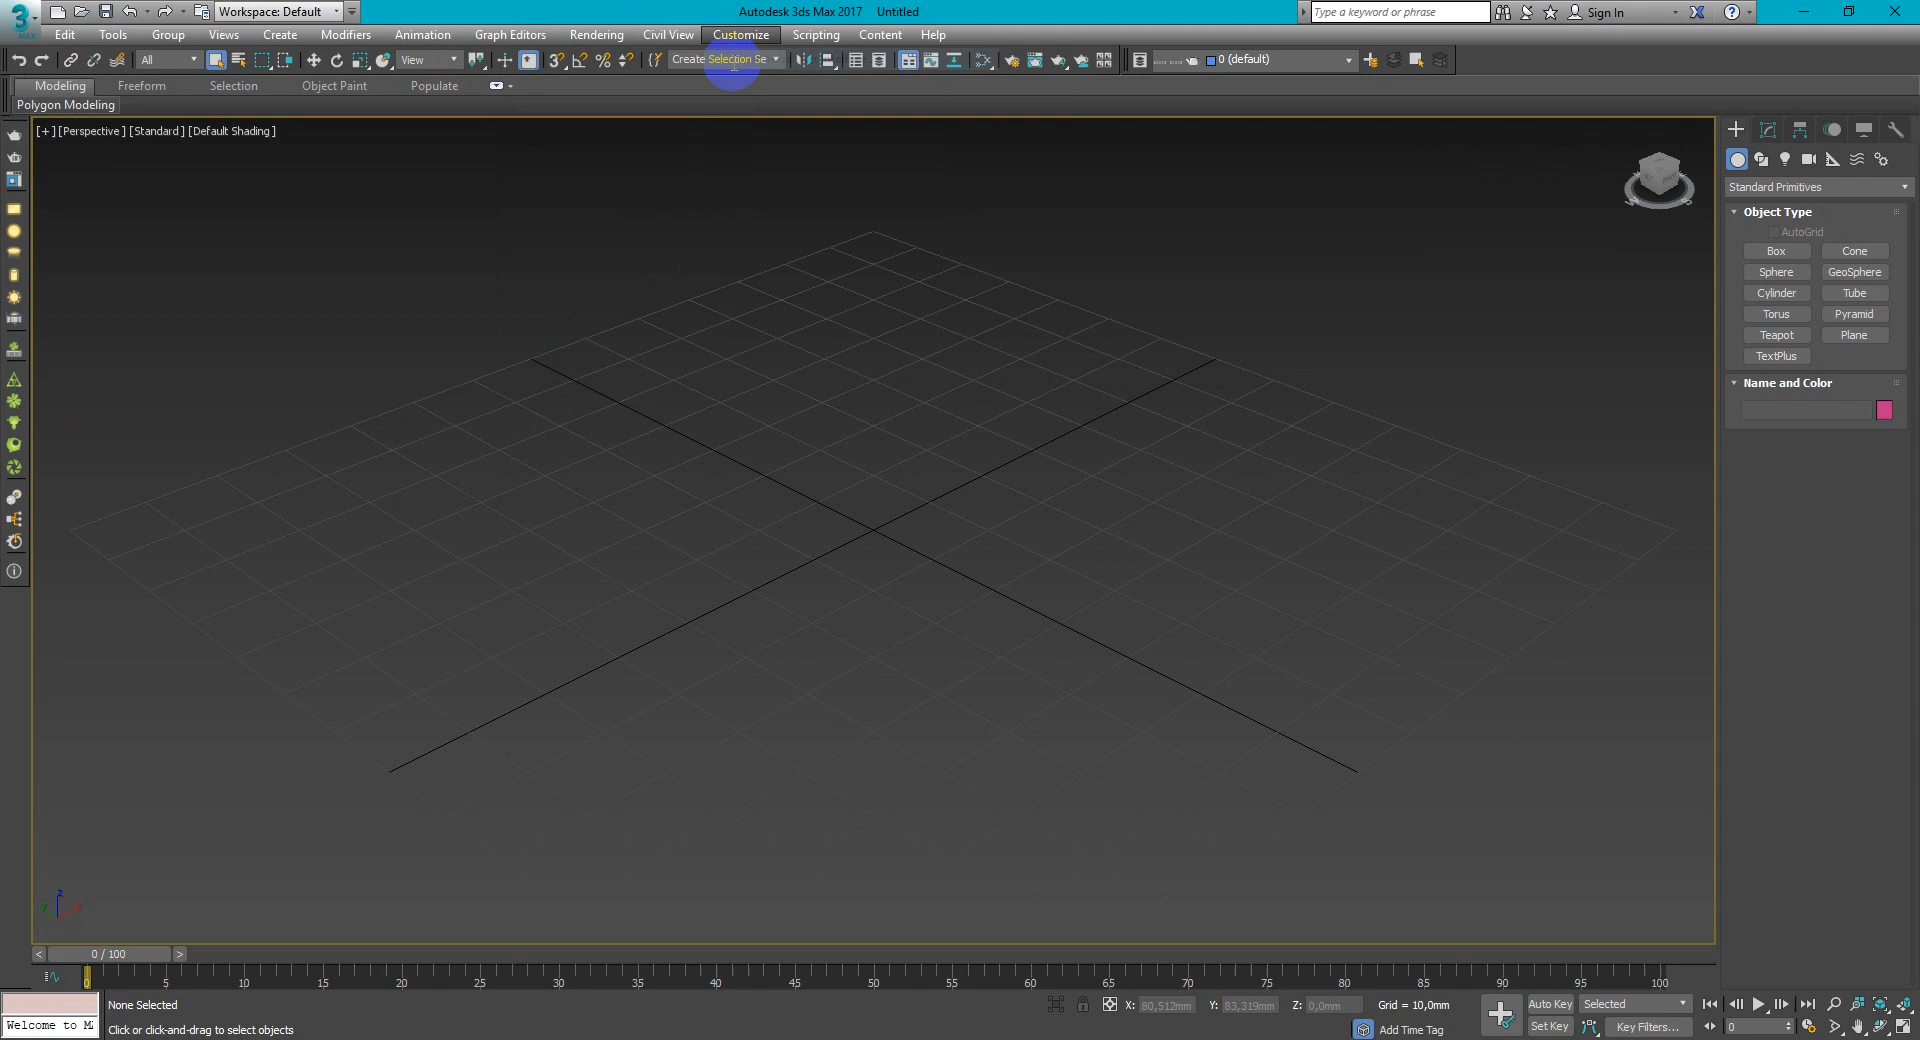 3
MAX
Workspace: Default
Autodesk 3ds Max 2017 Untitled
Type a keyword or phrase
Sign In
Edit Tools Group Views Create Modifiers Animation Graph Editors Rendering Civil View Customize Scripting Content Help
All
View
Create Selection Se
0 (default)
Modeling Freeform Selection Object Paint Populate
Polygon Modeling
[+] [Perspective ] [Standard ] [Default Shading ]
Standard Primitives
Object Type
AutoGrid
Box Cone
Sphere GeoSphere
Cylinder Tube
Torus Pyramid
Teapot Plane
TextPlus
Name and Color
z
y
x
< 0 / 100 >
0 5 10 15 20 25 30 35 40 45 50 55 60 65 70 75 80 85 90 95 100
None Selected
X: 80,512mm Y: 83,319mm Z: 0,0mm Grid = 10,0mm
Auto Key Selected
Welcome to M
Click or click-and-drag to select objects
Add Time Tag
Set Key Key Filters... 0